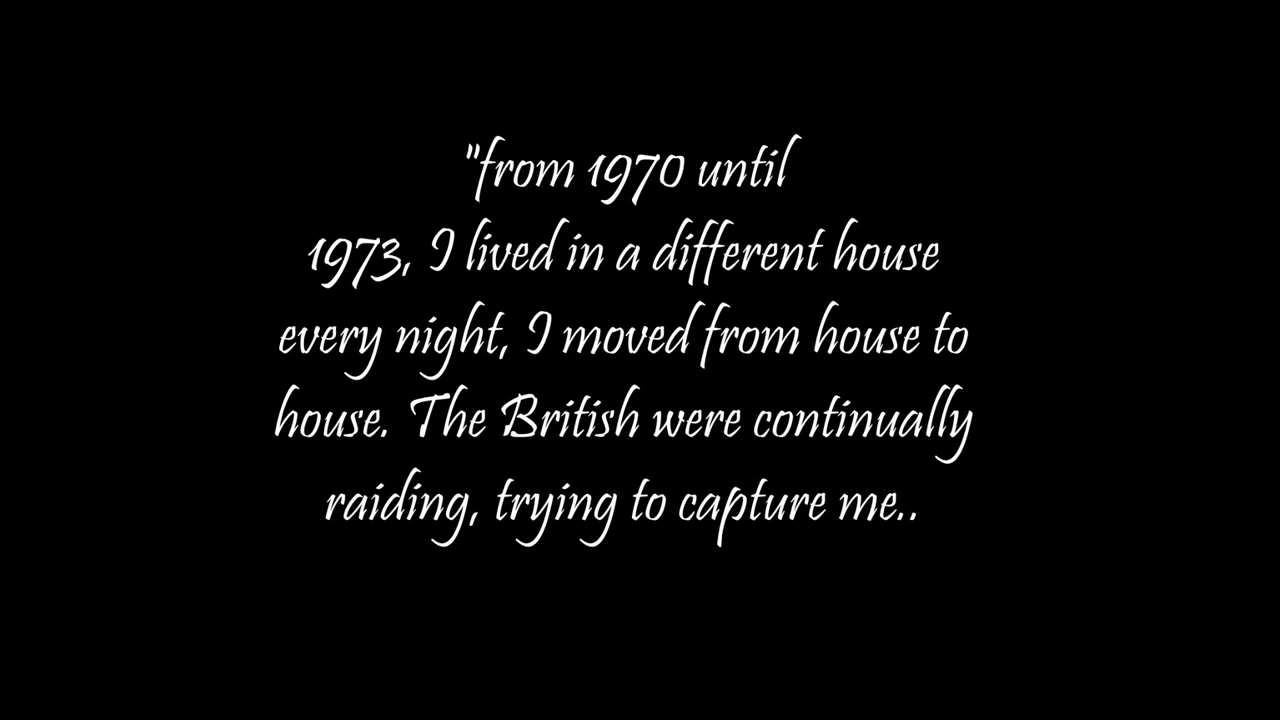 "from 1970 until
1973, I lived in a different house
every night, I moved from house to
house. The British were continually
raiding, trying to capture me..